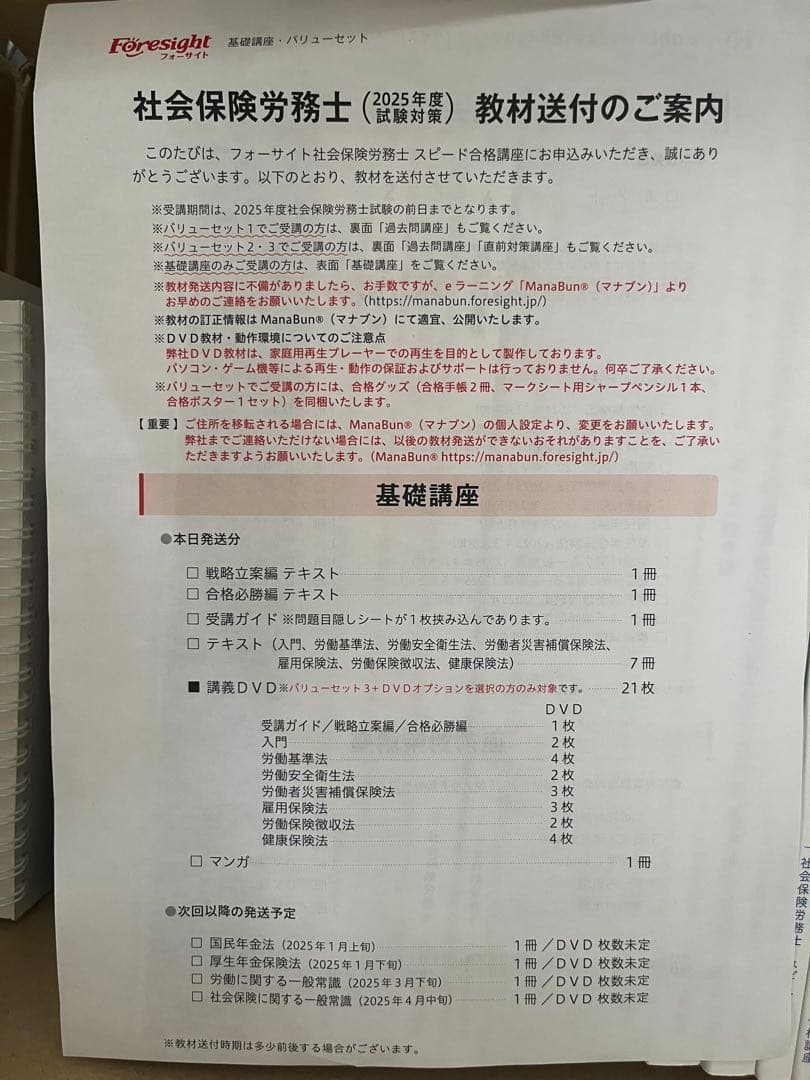 Foresight
フォーサイト
基礎講座・バリューセット
社会保険労務士（2025年度試験対策） 教材送付のご案内
このたびは、フォーサイト社会保険労務士 スピード合格講座にお申込みいただき、誠にあり
がとうございます。以下のとおり、教材を送付させていただきます。
※受講期間は、2025年度社会保険労務士試験の前日までとなります。
※バリューセット1でご受講の方は、裏面「過去問講座」もご覧ください。
※バリューセット2・3でご受講の方は、裏面「過去問講座」「直前対策講座」もご覧ください。
※基礎講座のみご受講の方は、表面「基礎講座」をご覧ください。
※教材発送内容に不備がありましたら、お手数ですが、eラーニング「ManaBun®（マナブン）」より
お早めのご連絡をお願いいたします。（https://manabun.foresight.jp/）
※教材の訂正情報はManaBun®（マナブン）にて適宜、公開いたします。
※DVD教材・動作環境についてのご注意点
弊社DVD教材は、家庭用再生プレーヤーでの再生を目的として製作しております。
パソコン・ゲーム機等による再生・動作の保証およびサポートは行っておりません。何卒ご了承ください。
※バリューセットでご受講の方には、合格グッズ（合格手帳2冊、マークシート用シャープペンシル1本、
合格ポスター1セット）を同梱いたします。
【重要】ご住所を移転される場合には、ManaBun®（マナブン）の個人設定より、変更をお願いいたします。
弊社までご連絡いただけない場合には、以後の教材発送ができないおそれがありますことを、ご了承い
ただきますようお願いいたします。（ManaBun® https://manabun.foresight.jp/）
基礎講座
●本日発送分
□ 戦略立案編 テキスト 1冊
□ 合格必勝編 テキスト 1冊
□ 受講ガイド ※問題目隠しシートが1枚挟み込んであります。 1冊
□ テキスト（入門、労働基準法、労働安全衛生法、労働者災害補償保険法、
雇用保険法、労働保険徴収法、健康保険法） 7冊
■ 講義DVD※バリューセット3+DVDオプションを選択の方のみ対象です。 21枚
DVD
受講ガイド／戦略立案編／合格必勝編 1枚
入門 2枚
労働基準法 4枚
労働安全衛生法 2枚
労働者災害補償保険法 3枚
雇用保険法 3枚
労働保険徴収法 2枚
健康保険法 4枚
□ マンガ 1冊
●次回以降の発送予定
□ 国民年金法（2025年1月上旬） 1冊／DVD 枚数未定
□ 厚生年金保険法（2025年1月下旬） 1冊／DVD 枚数未定
□ 労働に関する一般常識（2025年3月下旬） 1冊／DVD 枚数未定
□ 社会保険に関する一般常識（2025年4月中旬） 1冊／DVD 枚数未定
※教材送付時期は多少前後する場合がございます。
社会保険労務士